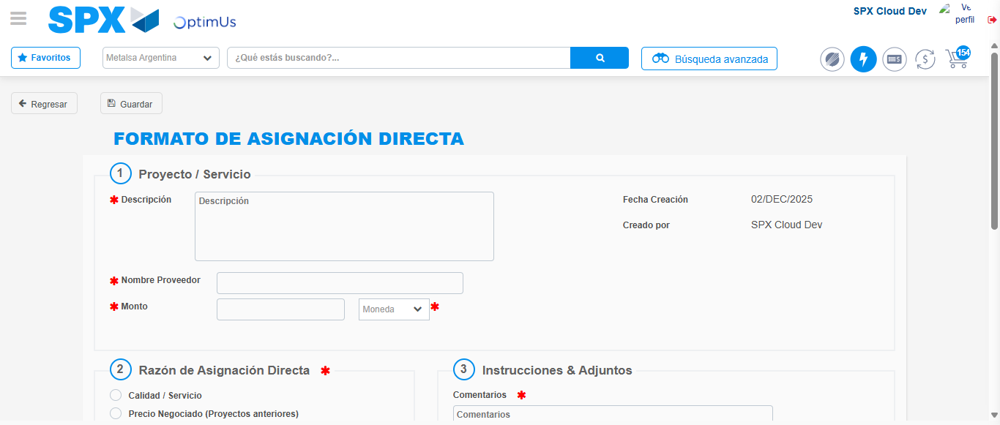 SPX
OptimUs
SPX Cloud Dev
Ve
perfil
Favoritos
Metalsa Argentina
¿Qué estás buscando?...
Búsqueda avanzada
$
$
154
Regresar
Guardar
FORMATO DE ASIGNACIÓN DIRECTA
1 Proyecto / Servicio
* Descripción
Descripción
Fecha Creación 02/DEC/2025
Creado por SPX Cloud Dev
* Nombre Proveedor
* Monto
Moneda *
2 Razón de Asignación Directa *
Calidad / Servicio
Precio Negociado (Proyectos anteriores)
3 Instrucciones & Adjuntos
Comentarios *
Comentarios